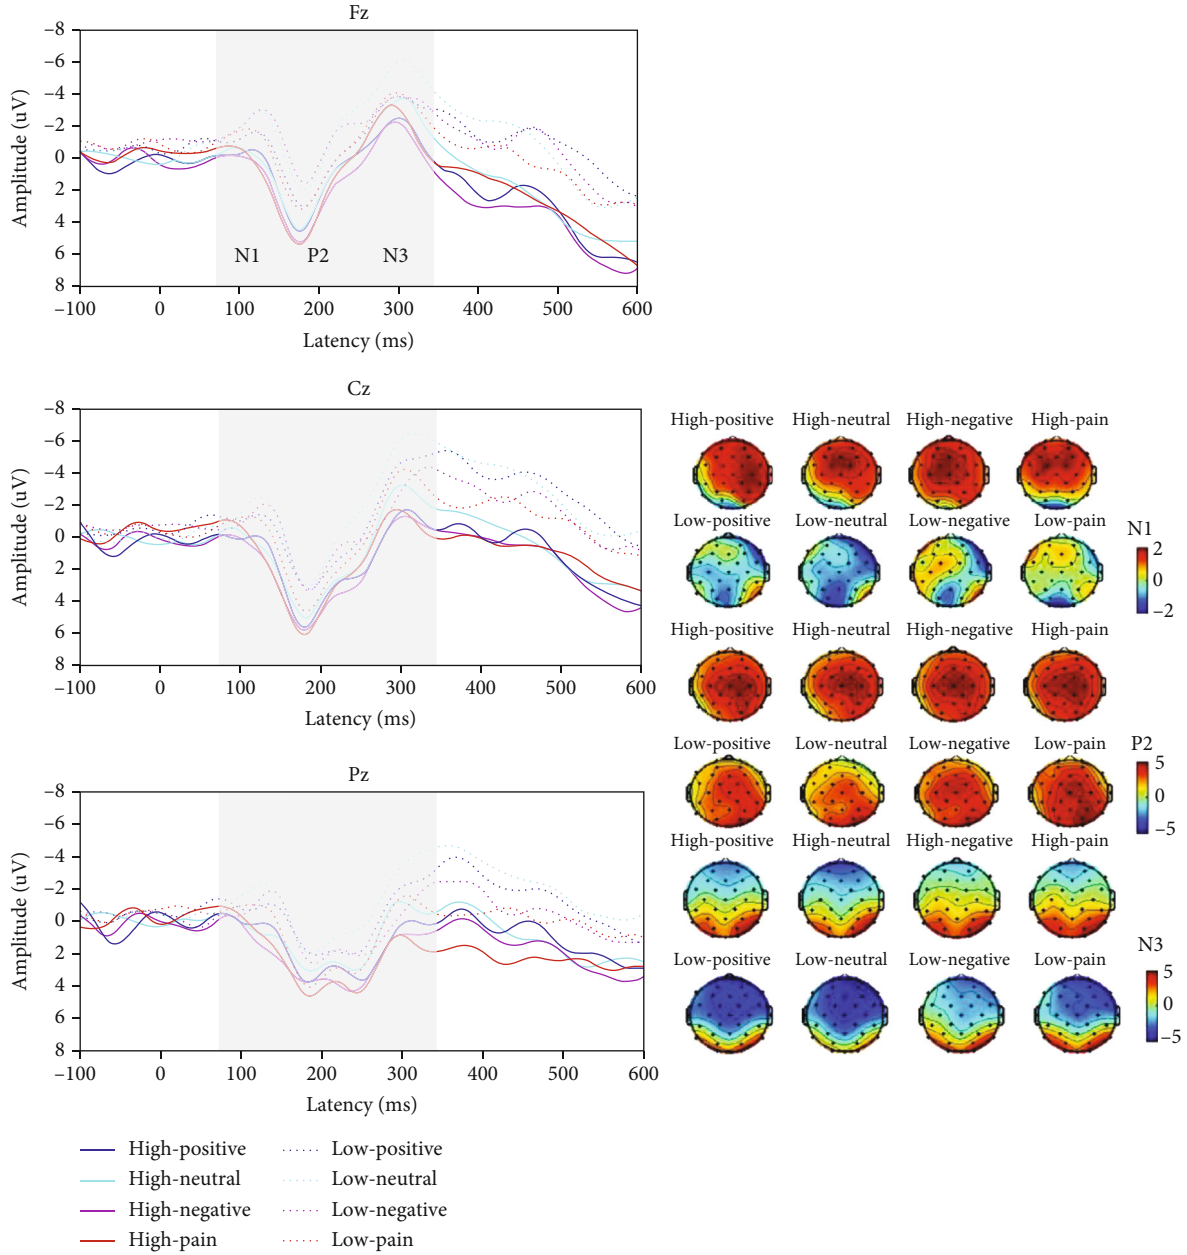 Fz
−8
−6
−4
−2
0
2
4
6
8
Amplitude (uV)
N1 P2 N3
−100 0 100 200 300 400 500 600
Latency (ms)
Cz
−8
−6
−4
−2
0
2
4
6
8
Amplitude (uV)
−100 0 100 200 300 400 500 600
Latency (ms)
Pz
−8
−6
−4
−2
0
2
4
6
8
Amplitude (uV)
−100 0 100 200 300 400 500 600
Latency (ms)
High-positive Low-positive
High-neutral Low-neutral
High-negative Low-negative
High-pain Low-pain
High-positive High-neutral High-negative High-pain
Low-positive Low-neutral Low-negative Low-pain
N1
2
0
−2
High-positive High-neutral High-negative High-pain
Low-positive Low-neutral Low-negative Low-pain
P2
5
0
−5
High-positive High-neutral High-negative High-pain
Low-positive Low-neutral Low-negative Low-pain
N3
5
0
−5